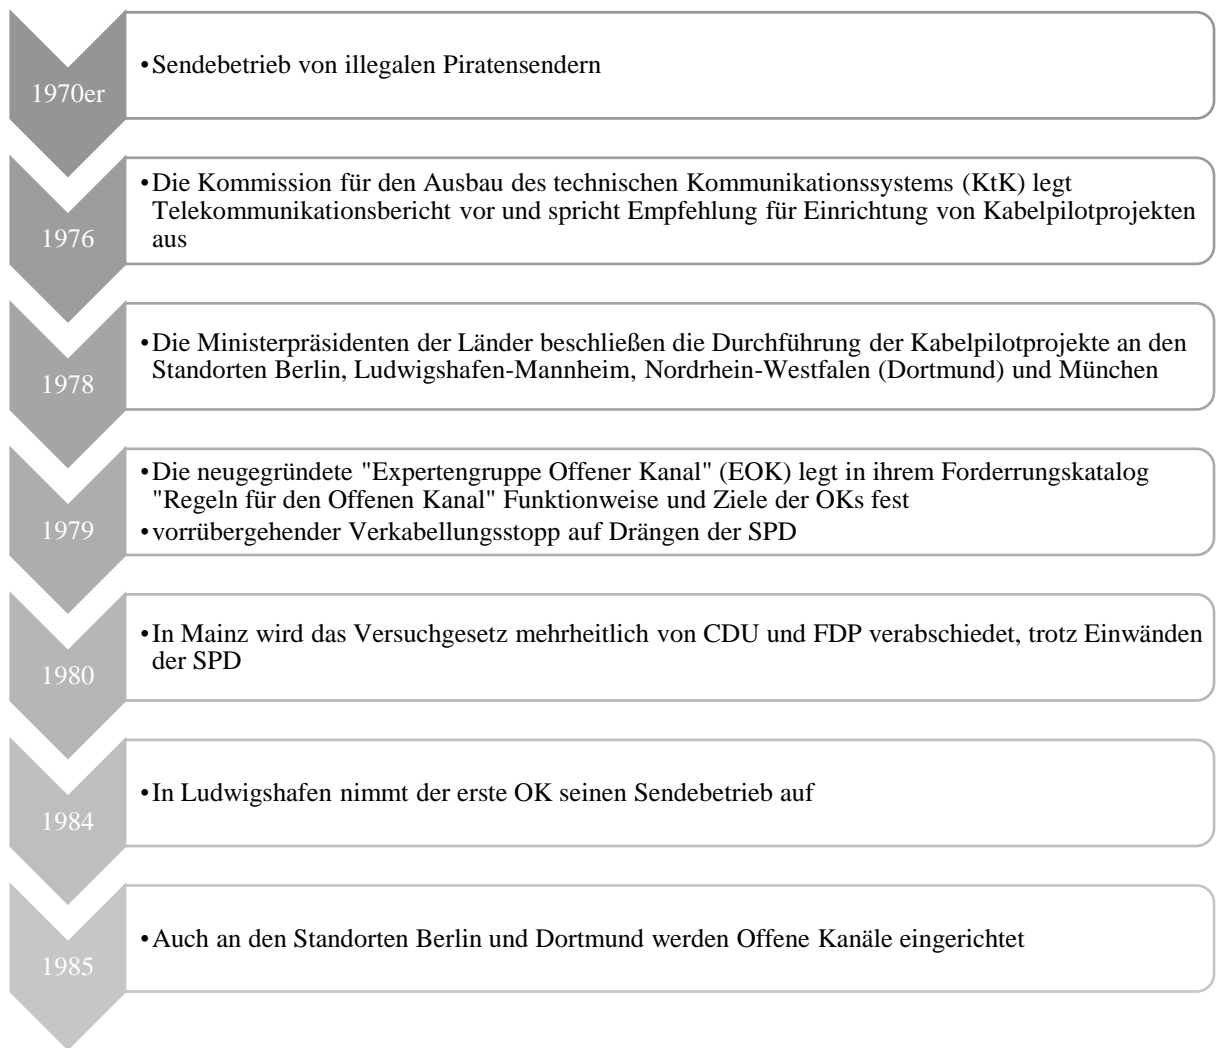 1970er
•Sendebetrieb von illegalen Piratensendern
1976
•Die Kommission für den Ausbau des technischen Kommunikationssystems (KtK) legt
Telekommunikationsbericht vor und spricht Empfehlung für Einrichtung von Kabelpilotprojekten
aus
1978
•Die Ministerpräsidenten der Länder beschließen die Durchführung der Kabelpilotprojekte an den
Standorten Berlin, Ludwigshafen-Mannheim, Nordrhein-Westfalen (Dortmund) und München
1979
•Die neugegründete "Expertengruppe Offener Kanal" (EOK) legt in ihrem Forderrungskatalog
"Regeln für den Offenen Kanal" Funktionweise und Ziele der OKs fest
•vorrübergehender Verkabellungsstopp auf Drängen der SPD
1980
•In Mainz wird das Versuchgesetz mehrheitlich von CDU und FDP verabschiedet, trotz Einwänden
der SPD
1984
•In Ludwigshafen nimmt der erste OK seinen Sendebetrieb auf
1985
•Auch an den Standorten Berlin und Dortmund werden Offene Kanäle eingerichtet